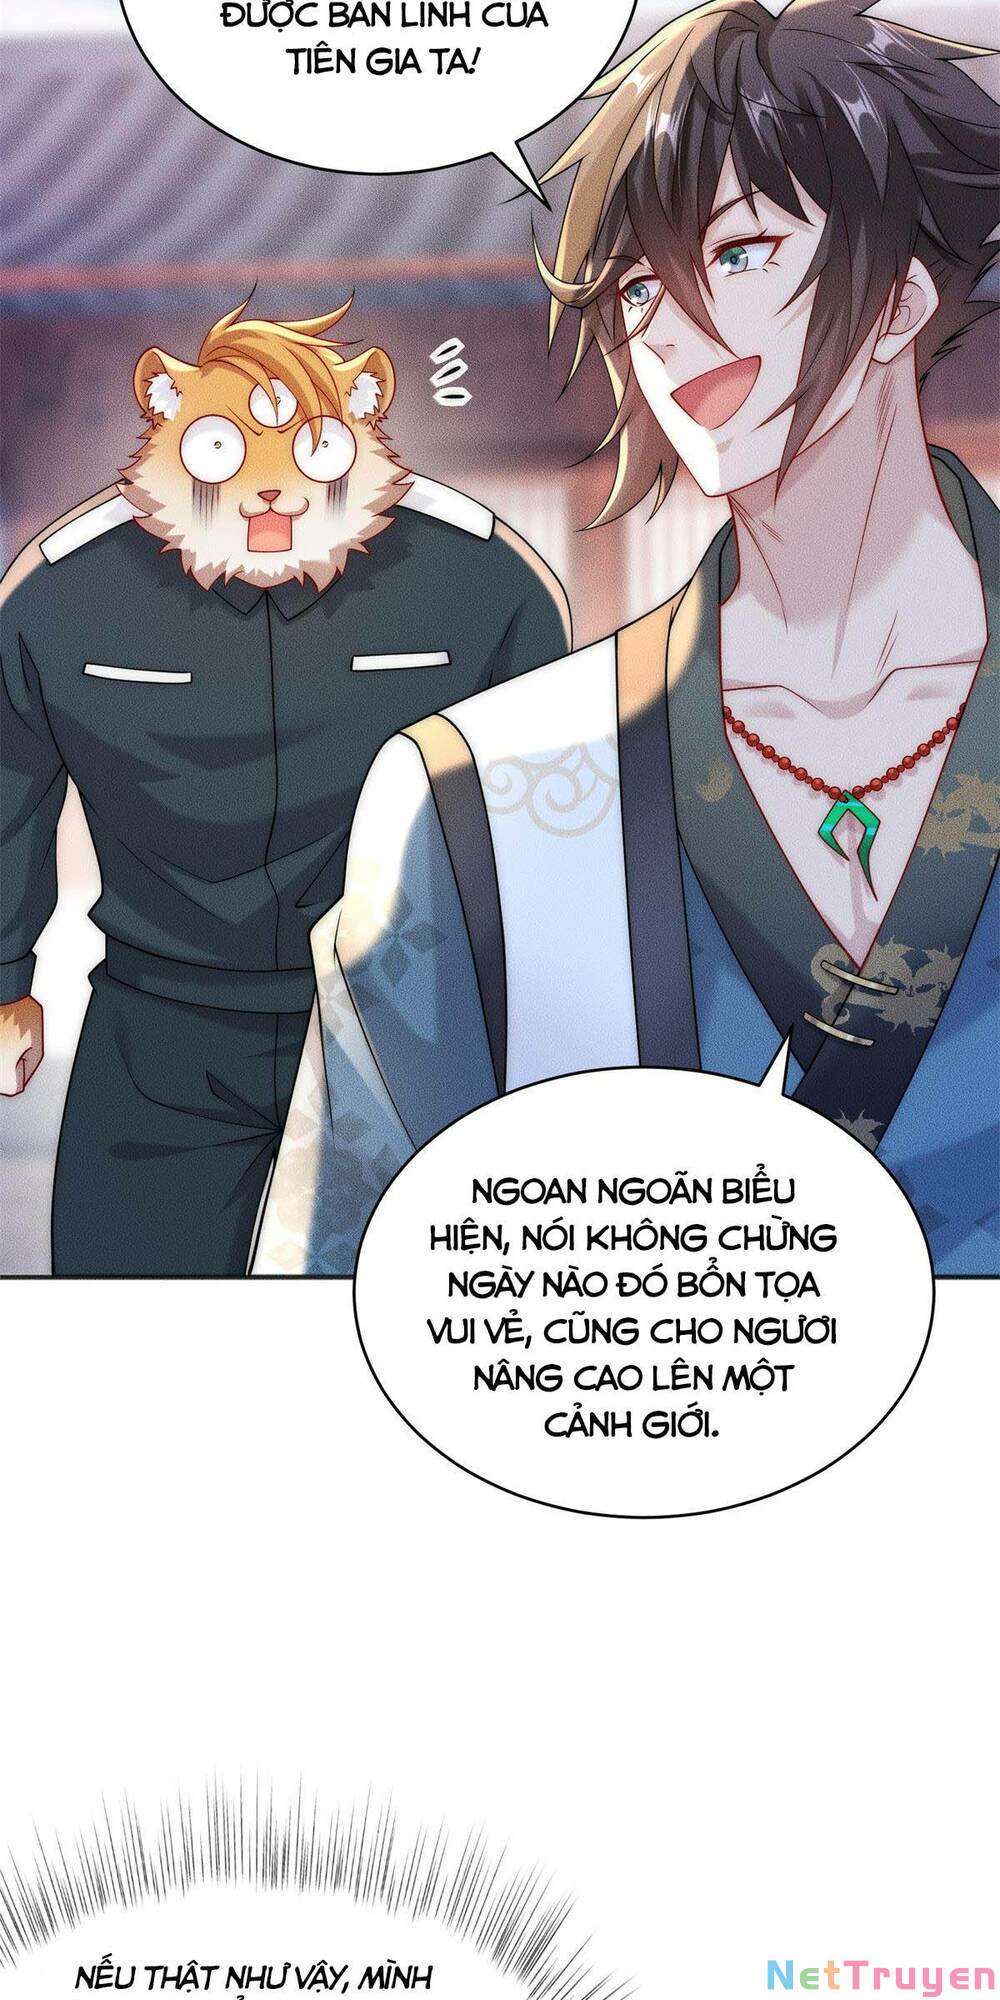 ĐƯỢC BẢN LĨNH CỦA
TIÊN GIA TA!
NGOAN NGOÃN BIỂU
HIỆN, NÓI KHÔNG CHỪNG
NGÀY NÀO ĐÓ BỔN TỌA
VUI VẺ, CŨNG CHO NGƯƠI
NÂNG CAO LÊN MỘT
CẢNH GIỚI.
NẾU THẬT NHƯ VẬY, MÌNH
NetTruyen